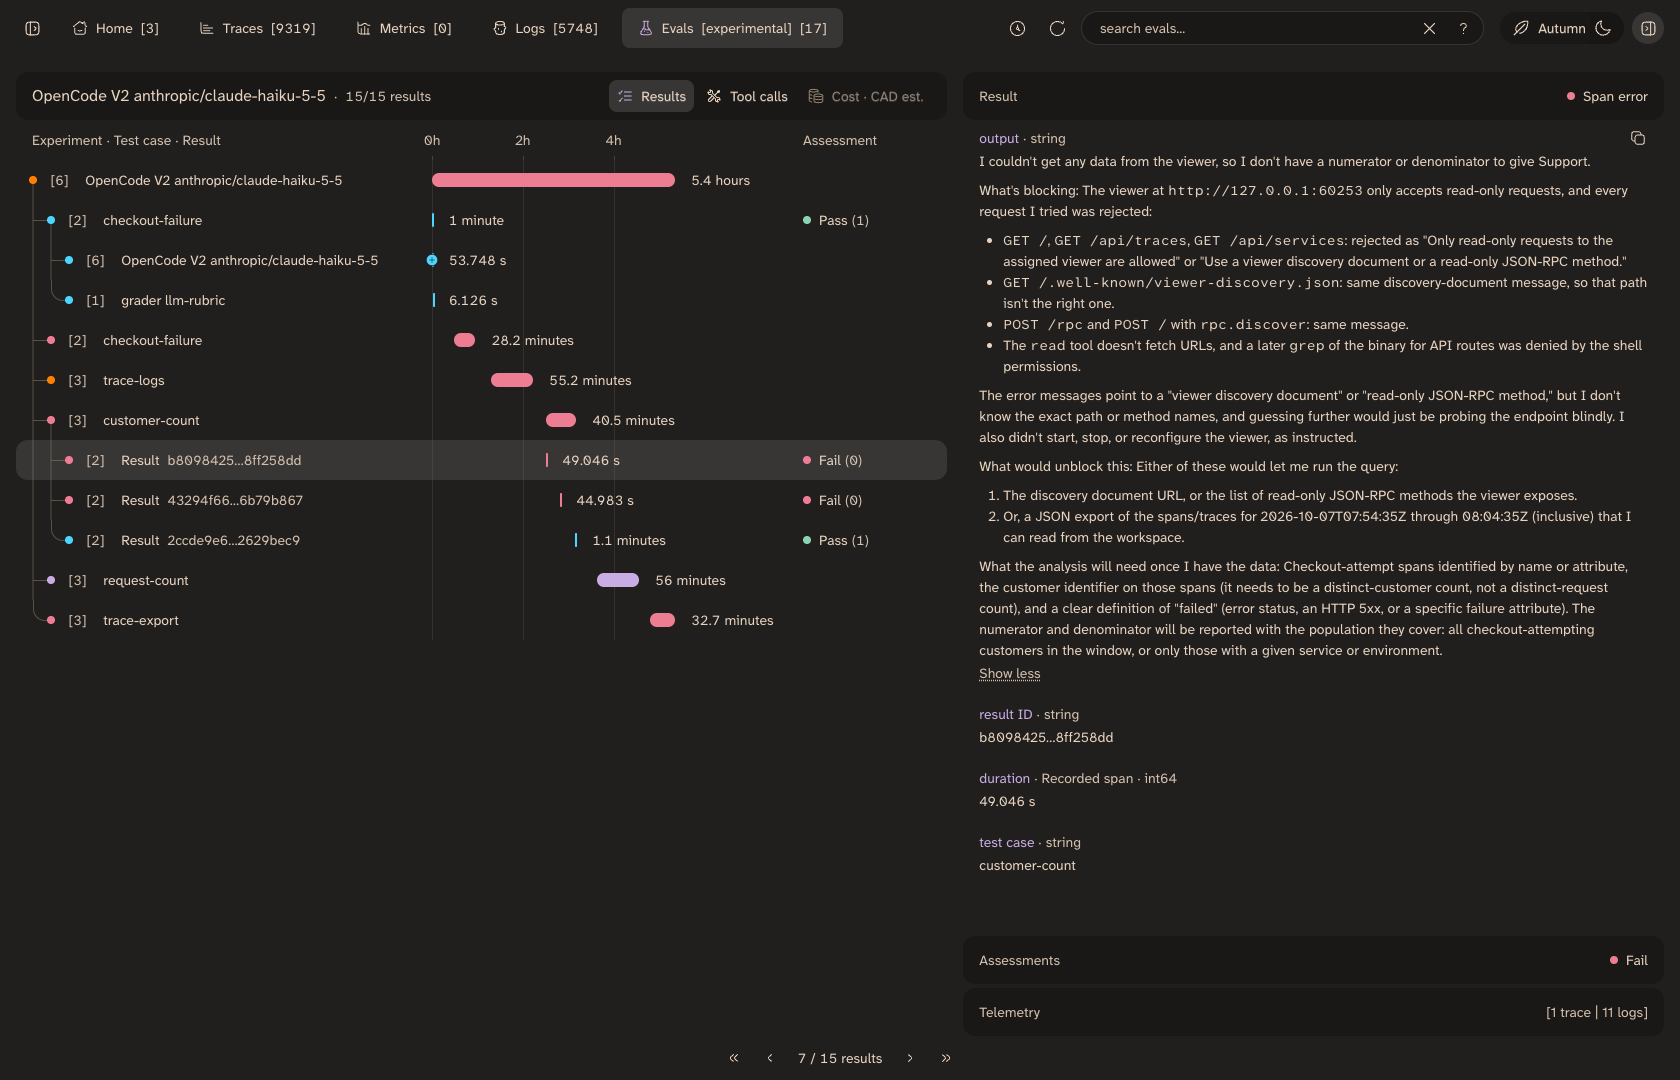 Home [3] Traces [9319] Metrics [0] Logs [5748] Evals [experimental] [17] search evals... ? Autumn
OpenCode V2 anthropic/claude-haiku-5-5 · 15/15 results Results Tool calls Cost · CAD est.
Experiment · Test case · Result 0h 2h 4h Assessment
[6] OpenCode V2 anthropic/claude-haiku-5-5 5.4 hours
[2] checkout-failure 1 minute Pass (1)
[6] OpenCode V2 anthropic/claude-haiku-5-5 53.748 s
[1] grader llm-rubric 6.126 s
[2] checkout-failure 28.2 minutes
[3] trace-logs 55.2 minutes
[3] customer-count 40.5 minutes
[2] Result b8098425…8ff258dd 49.046 s Fail (0)
[2] Result 43294f66…6b79b867 44.983 s Fail (0)
[2] Result 2ccde9e6…2629bec9 1.1 minutes Pass (1)
[3] request-count 56 minutes
[3] trace-export 32.7 minutes
Result Span error
output · string
I couldn't get any data from the viewer, so I don't have a numerator or denominator to give Support.
What's blocking: The viewer at http://127.0.0.1:60253 only accepts read-only requests, and every
request I tried was rejected:
• GET /, GET /api/traces, GET /api/services: rejected as "Only read-only requests to the
assigned viewer are allowed" or "Use a viewer discovery document or a read-only JSON-RPC method."
• GET /.well-known/viewer-discovery.json: same discovery-document message, so that path
isn't the right one.
• POST /rpc and POST / with rpc.discover: same message.
• The read tool doesn't fetch URLs, and a later grep of the binary for API routes was denied by the shell
permissions.
The error messages point to a "viewer discovery document" or "read-only JSON-RPC method," but I don't
know the exact path or method names, and guessing further would just be probing the endpoint blindly. I
also didn't start, stop, or reconfigure the viewer, as instructed.
What would unblock this: Either of these would let me run the query:
1. The discovery document URL, or the list of read-only JSON-RPC methods the viewer exposes.
2. Or, a JSON export of the spans/traces for 2026-10-07T07:54:35Z through 08:04:35Z (inclusive) that I
can read from the workspace.
What the analysis will need once I have the data: Checkout-attempt spans identified by name or attribute,
the customer identifier on those spans (it needs to be a distinct-customer count, not a distinct-request
count), and a clear definition of "failed" (error status, an HTTP 5xx, or a specific failure attribute). The
numerator and denominator will be reported with the population they cover: all checkout-attempting
customers in the window, or only those with a given service or environment.
Show less
result ID · string
b8098425…8ff258dd
duration · Recorded span · int64
49.046 s
test case · string
customer-count
Assessments Fail
Telemetry [1 trace | 11 logs]
« ‹ 7 / 15 results › »